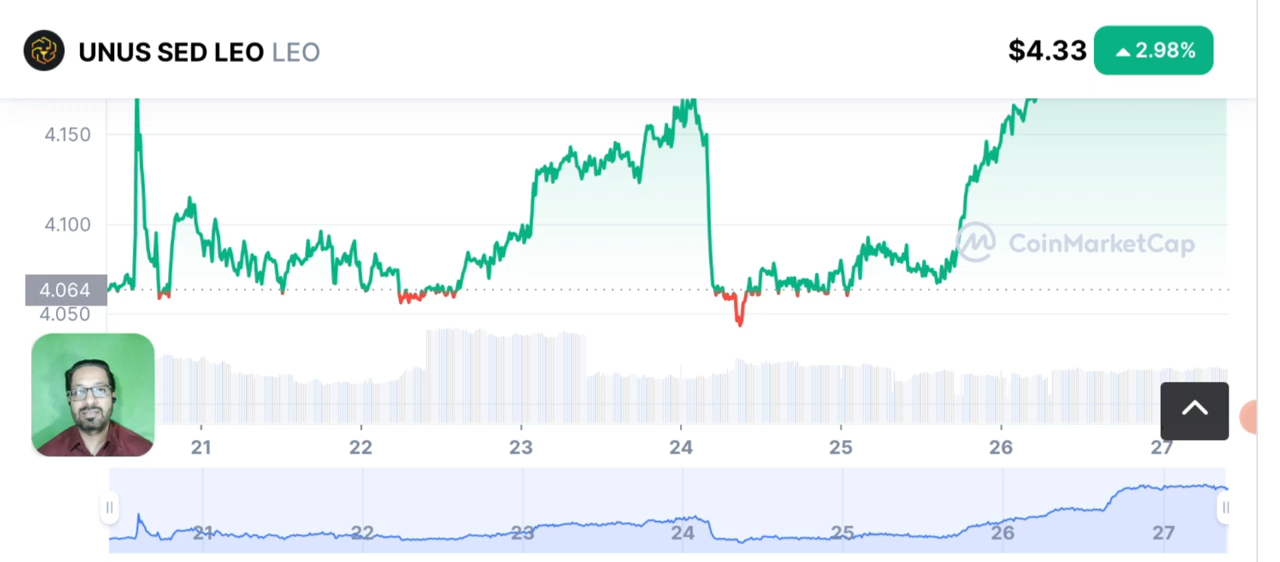 UNUS SED LEO LEO
$4.33 2.98%
4.150
4.100
4.064
4.050
CoinMarketCap
21 22 23 24 25 26 27
21 22 23 24 25 26 27